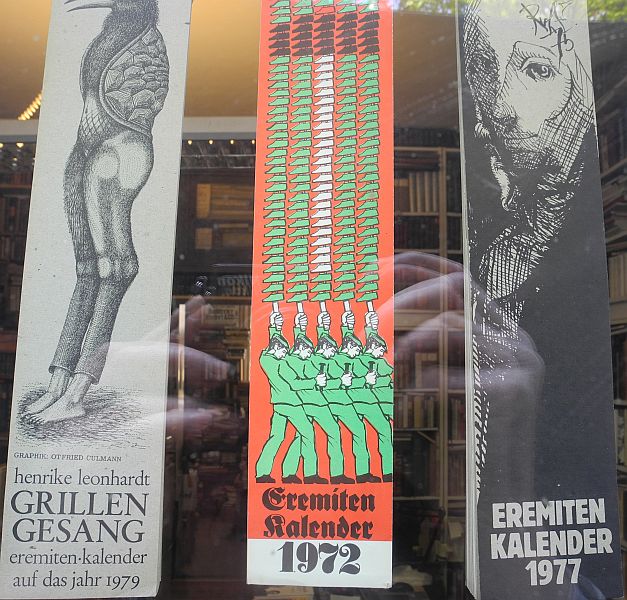 GRAPHIK: OTFRIED CULMANN
henrike leonhardt
GRILLEN
GESANG
eremiten·kalender
auf das jahr 1979
Eremiten
Kalender
1972
EREMITEN
KALENDER
1977